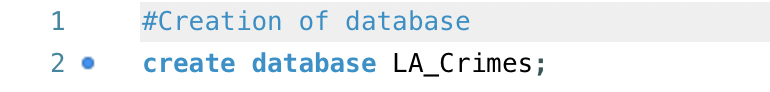 1 #Creation of database
2 create database LA_Crimes;